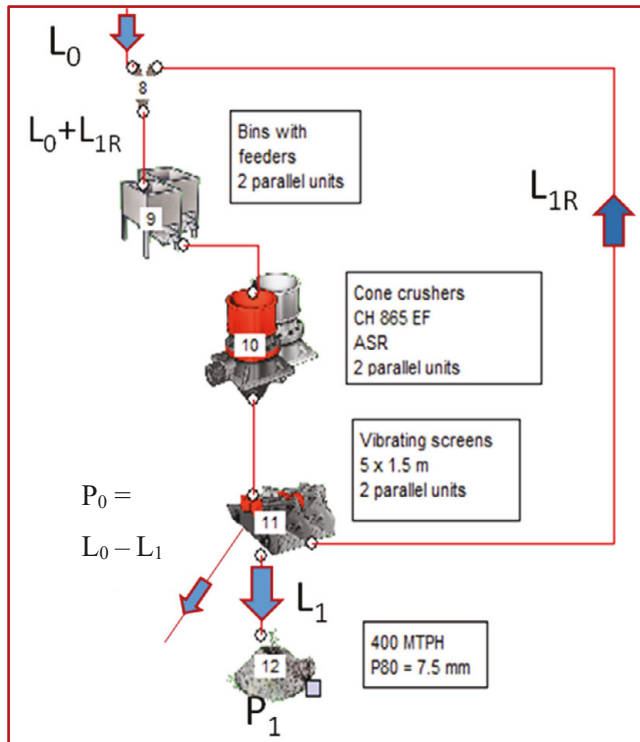 L0
8
L0+L1R
Bins with
feeders
2 parallel units
9
L1R
Cone crushers
CH 865 EF
ASR
2 parallel units
10
Vibrating screens
5 x 1.5 m
2 parallel units
P0 =
L0 – L1
11
L1
400 MTPH
P80 = 7.5 mm
12
P1